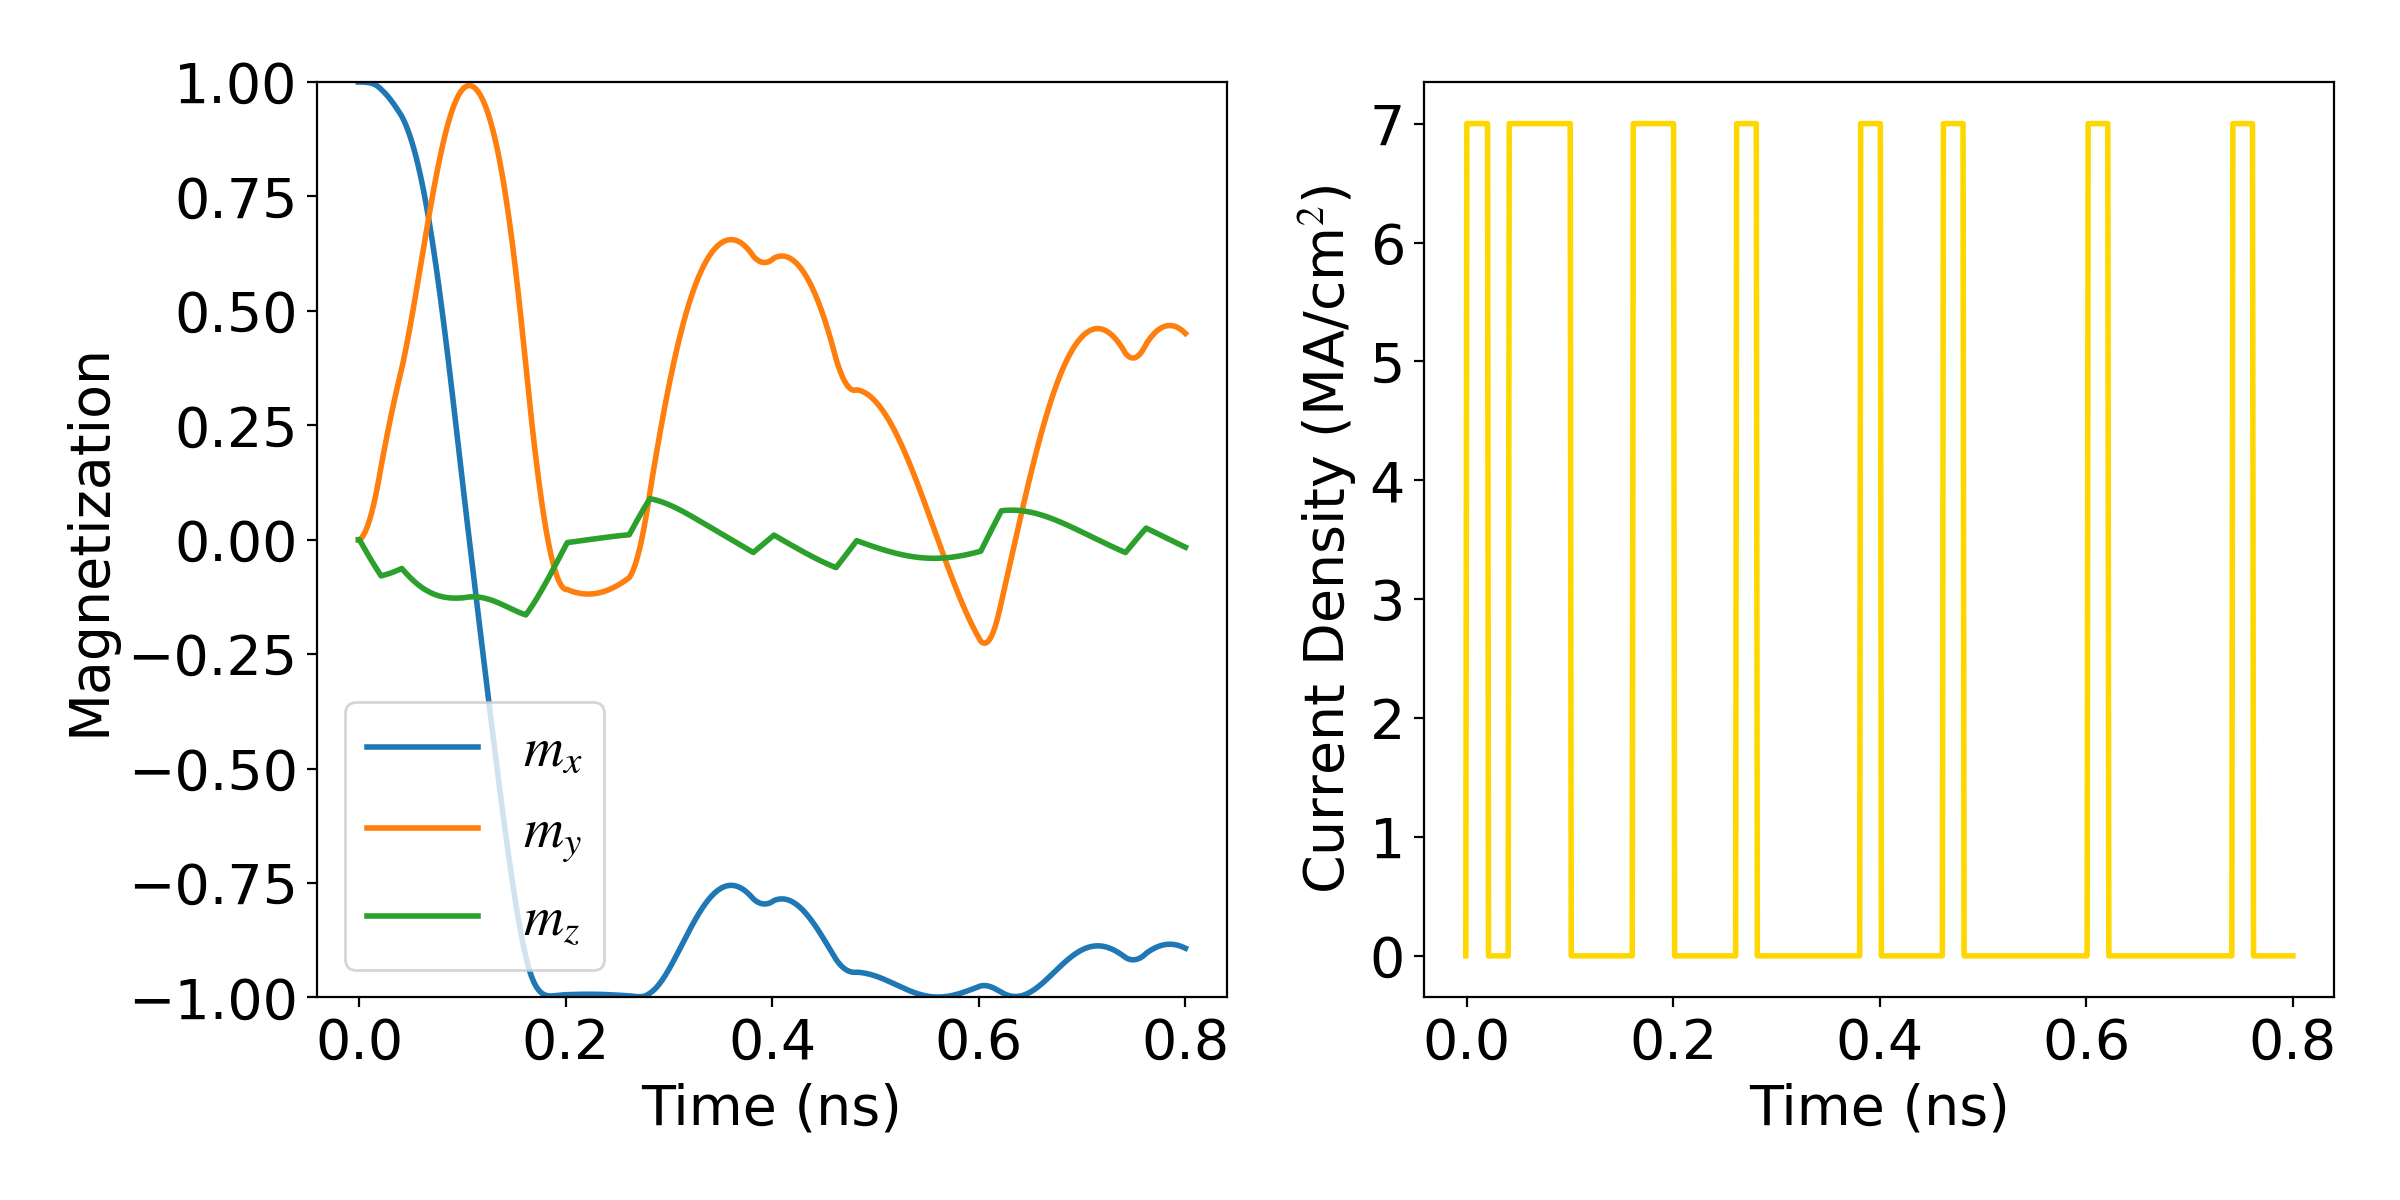 1.00
0.75
0.50
0.25
0.00
−0.25
−0.50
−0.75
−1.00
Magnetization
m_x
m_y
m_z
0.0 0.2 0.4 0.6 0.8
Time (ns)
7
6
5
4
3
2
1
0
Current Density (MA/cm²)
0.0 0.2 0.4 0.6 0.8
Time (ns)